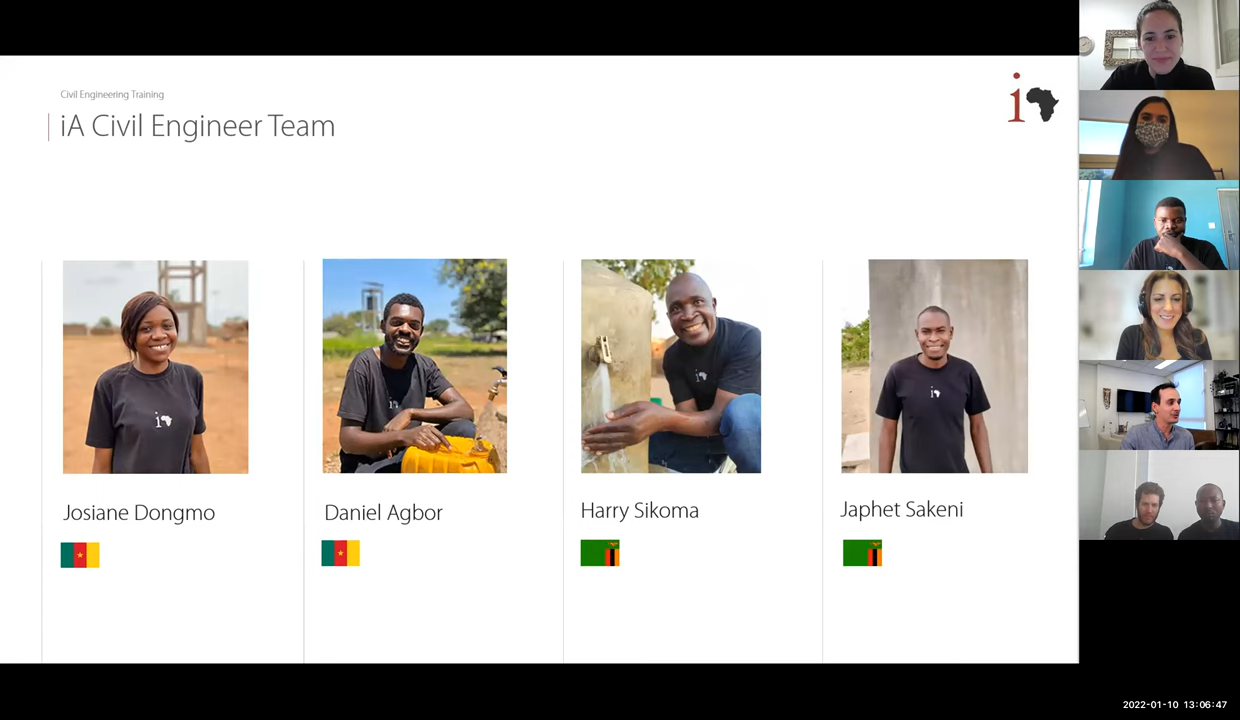 Civil Engineering Training
iA Civil Engineer Team
i
Josiane Dongmo
Daniel Agbor
Harry Sikoma
Japhet Sakeni
2022-01-10 13:06:47